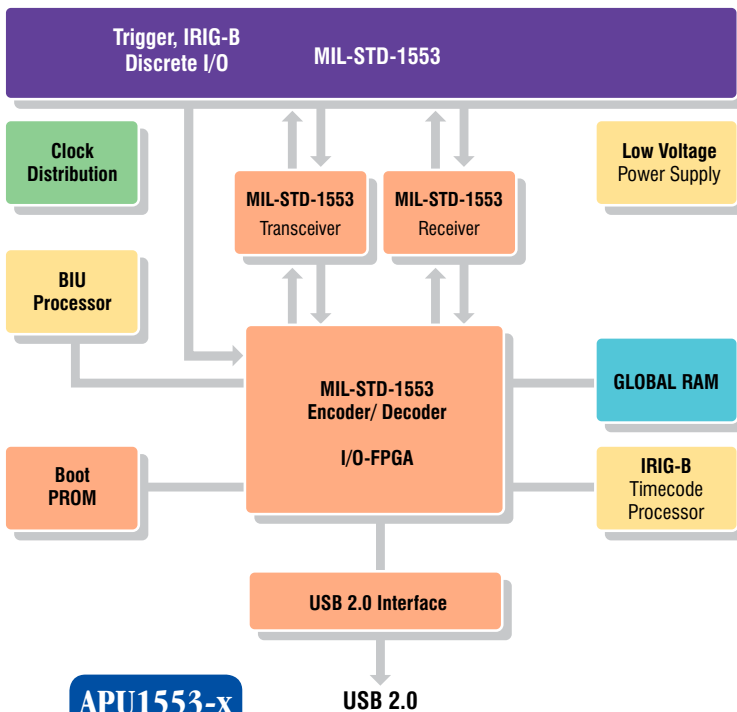 Trigger, IRIG-B
Discrete I/O
MIL-STD-1553
Clock
Distribution
MIL-STD-1553
Transceiver
MIL-STD-1553
Receiver
Low Voltage
Power Supply
BIU
Processor
MIL-STD-1553
Encoder/ Decoder
I/O-FPGA
GLOBAL RAM
Boot
PROM
IRIG-B
Timecode
Processor
USB 2.0 Interface
APU1553-x
USB 2.0